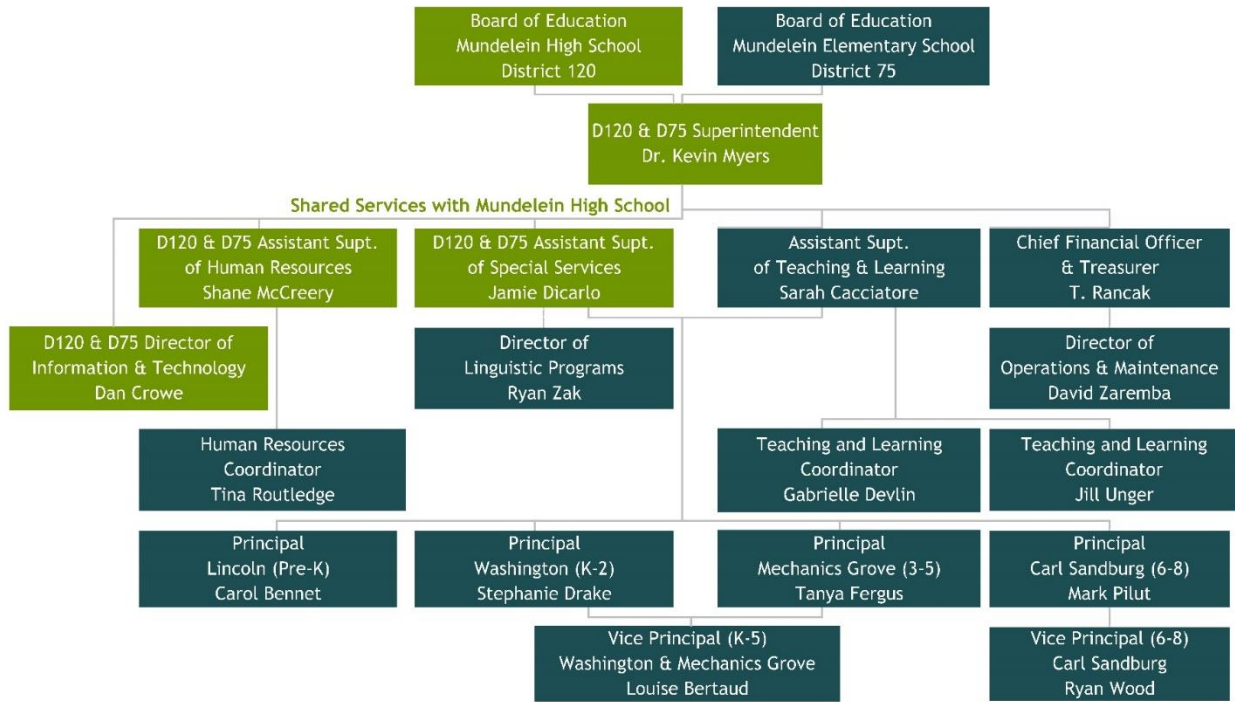 Board of Education
Mundelein High School
District 120
Board of Education
Mundelein Elementary School
District 75
D120 & D75 Superintendent
Dr. Kevin Myers
Shared Services with Mundelein High School
D120 & D75 Assistant Supt.
of Human Resources
Shane McCreery
D120 & D75 Assistant Supt.
of Special Services
Jamie Dicarlo
Assistant Supt.
of Teaching & Learning
Sarah Cacciatore
Chief Financial Officer
& Treasurer
T. Rancak
D120 & D75 Director of
Information & Technology
Dan Crowe
Director of
Linguistic Programs
Ryan Zak
Director of
Operations & Maintenance
David Zaremba
Human Resources
Coordinator
Tina Routledge
Teaching and Learning
Coordinator
Gabrielle Devlin
Teaching and Learning
Coordinator
Jill Unger
Principal
Lincoln (Pre-K)
Carol Bennet
Principal
Washington (K-2)
Stephanie Drake
Principal
Mechanics Grove (3-5)
Tanya Fergus
Principal
Carl Sandburg (6-8)
Mark Pilut
Vice Principal (K-5)
Washington & Mechanics Grove
Louise Bertaud
Vice Principal (6-8)
Carl Sandburg
Ryan Wood